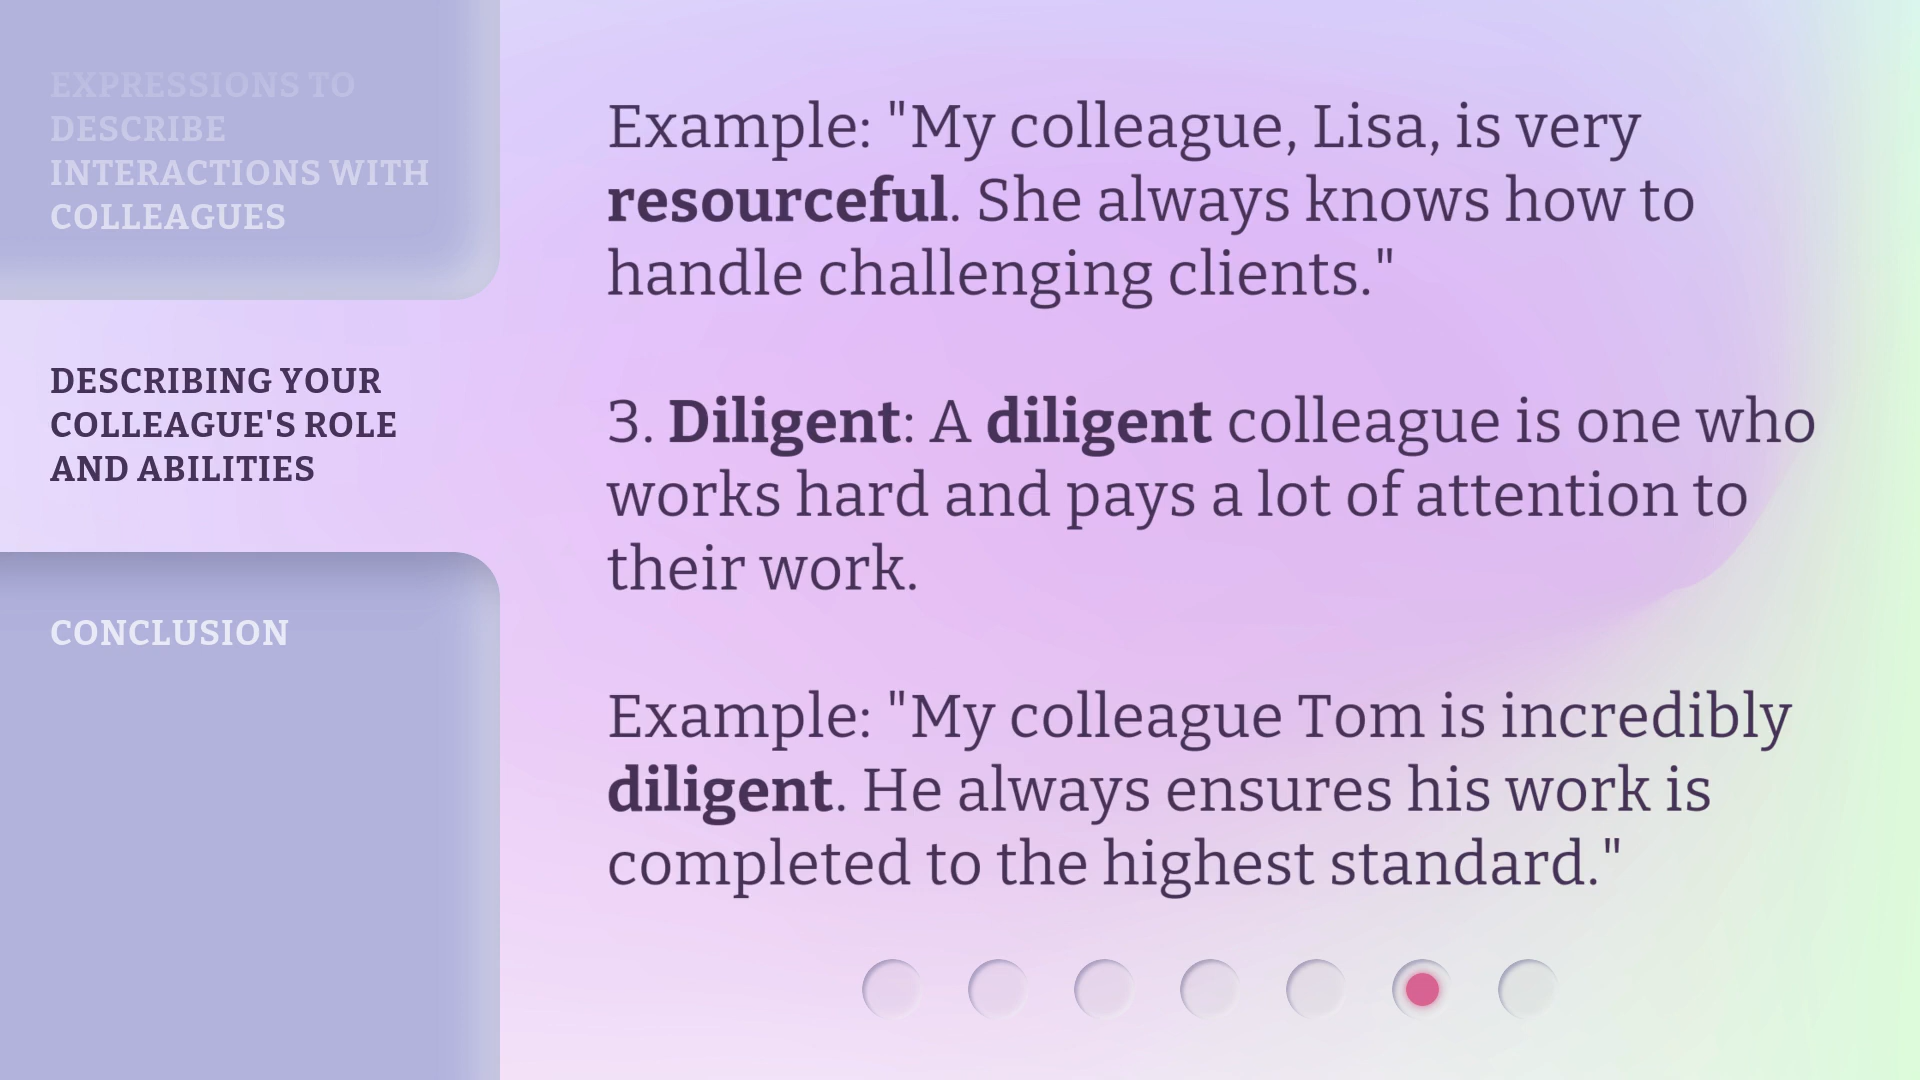 EXPRESSIONS TO
DESCRIBE
INTERACTIONS WITH
COLLEAGUES
DESCRIBING YOUR
COLLEAGUE'S ROLE
AND ABILITIES
CONCLUSION
Example: "My colleague, Lisa, is very
resourceful. She always knows how to
handle challenging clients."
3. Diligent: A diligent colleague is one who
works hard and pays a lot of attention to
their work.
Example: "My colleague Tom is incredibly
diligent. He always ensures his work is
completed to the highest standard."